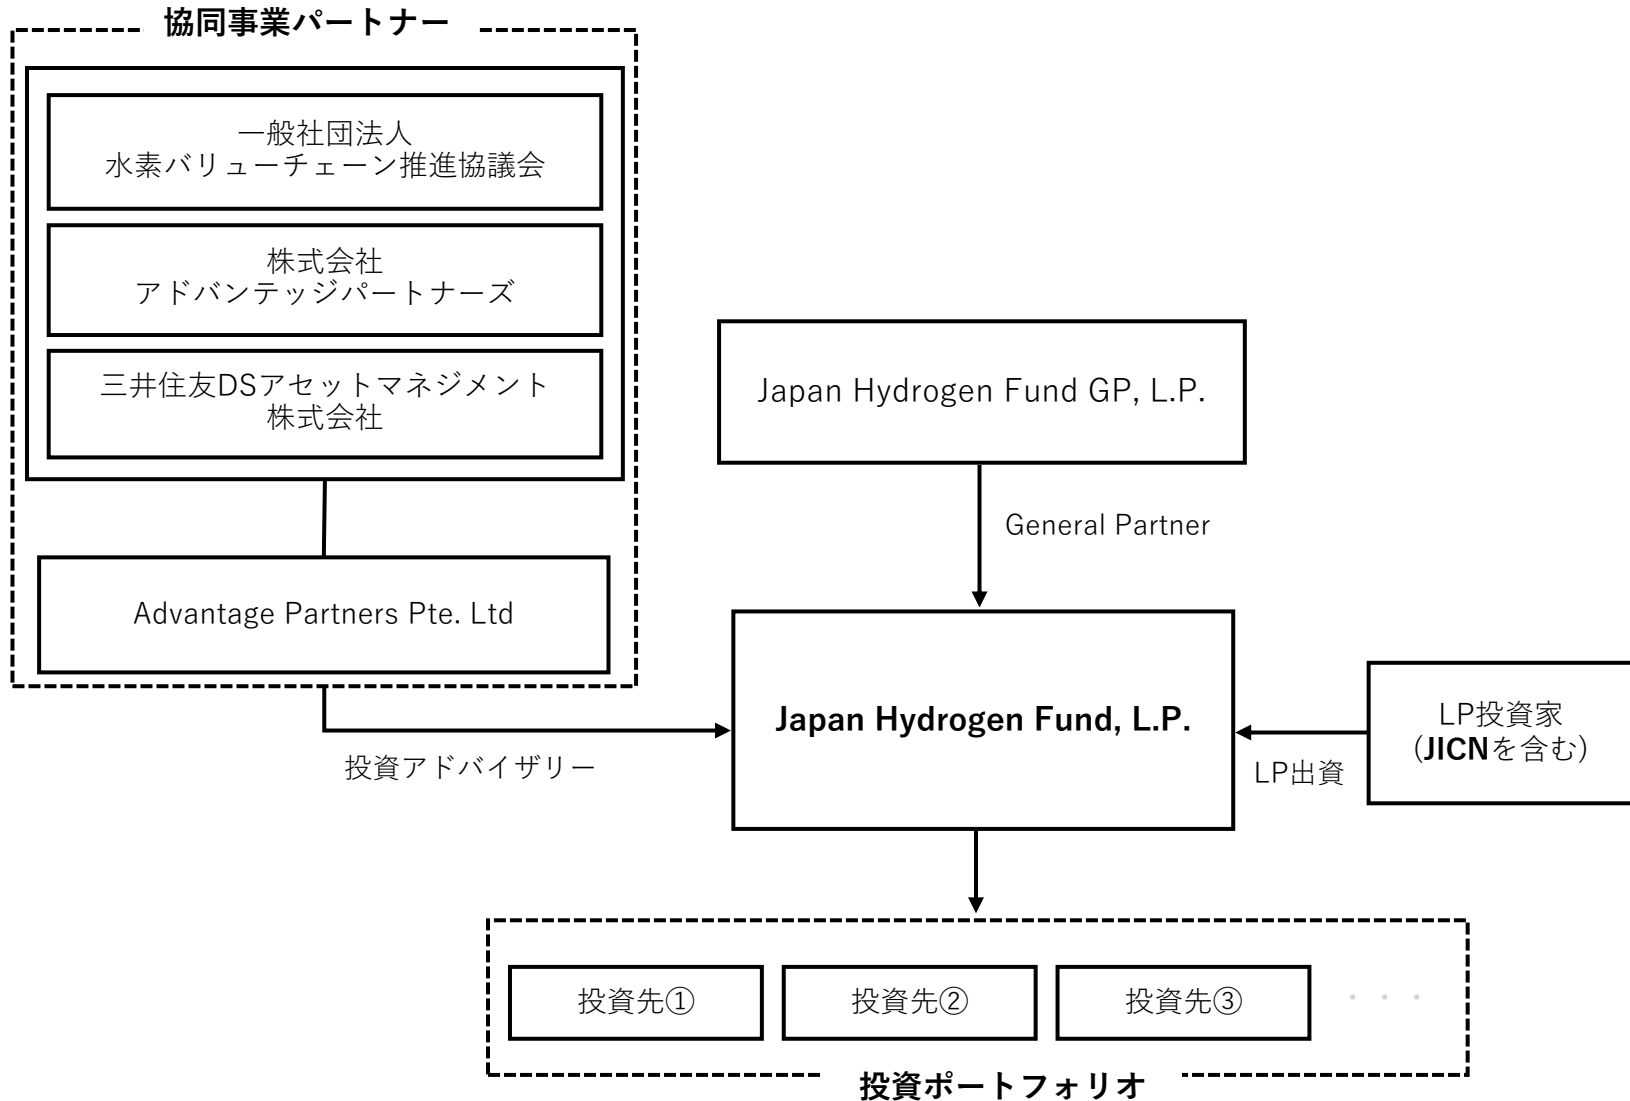 協同事業パートナー
一般社団法人
水素バリューチェーン推進協議会
株式会社
アドバンテッジパートナーズ
三井住友DSアセットマネジメント
株式会社
Advantage Partners Pte. Ltd
投資アドバイザリー
Japan Hydrogen Fund GP, L.P.
General Partner
Japan Hydrogen Fund, L.P.
LP投資家
(JICNを含む)
LP出資
投資先①
投資先②
投資先③
・・・
投資ポートフォリオ